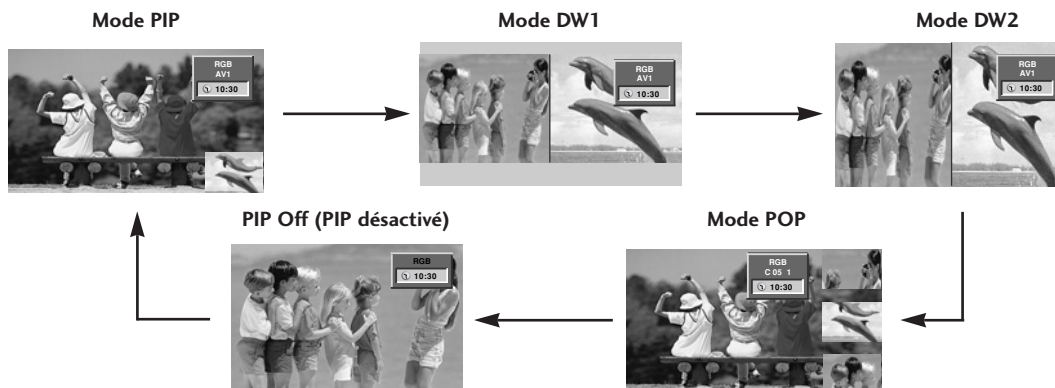 Mode PIP
RGB
AV1
10:30
Mode DW1
RGB
AV1
10:30
Mode DW2
RGB
AV1
10:30
PIP Off (PIP désactivé)
RGB
10:30
Mode POP
RGB
C 05 1
10:30